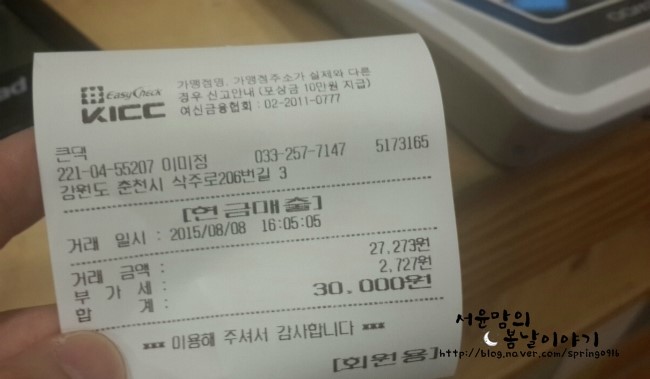 가맹점명, 가맹점주소가 실제와 다른
경우 신고안내 (포상금 10만원 지급)
여신금융협회 : 02-2011-0777
EasyCheck
KICC
큰댁
221-04-55207 이미정 033-257-7147 5173165
강원도 춘천시 삭주로206번길 3
[현금매출]
거래 일시 : 2015/08/08 16:05:05
거래 금액 : 27,273원
부 가 세 : 2,727원
합 계 : 30,000원
*** 이용해 주셔서 감사합니다 ***
[회원용]
서윤맘의
봄날이야기
http://blog.naver.com/spring0916